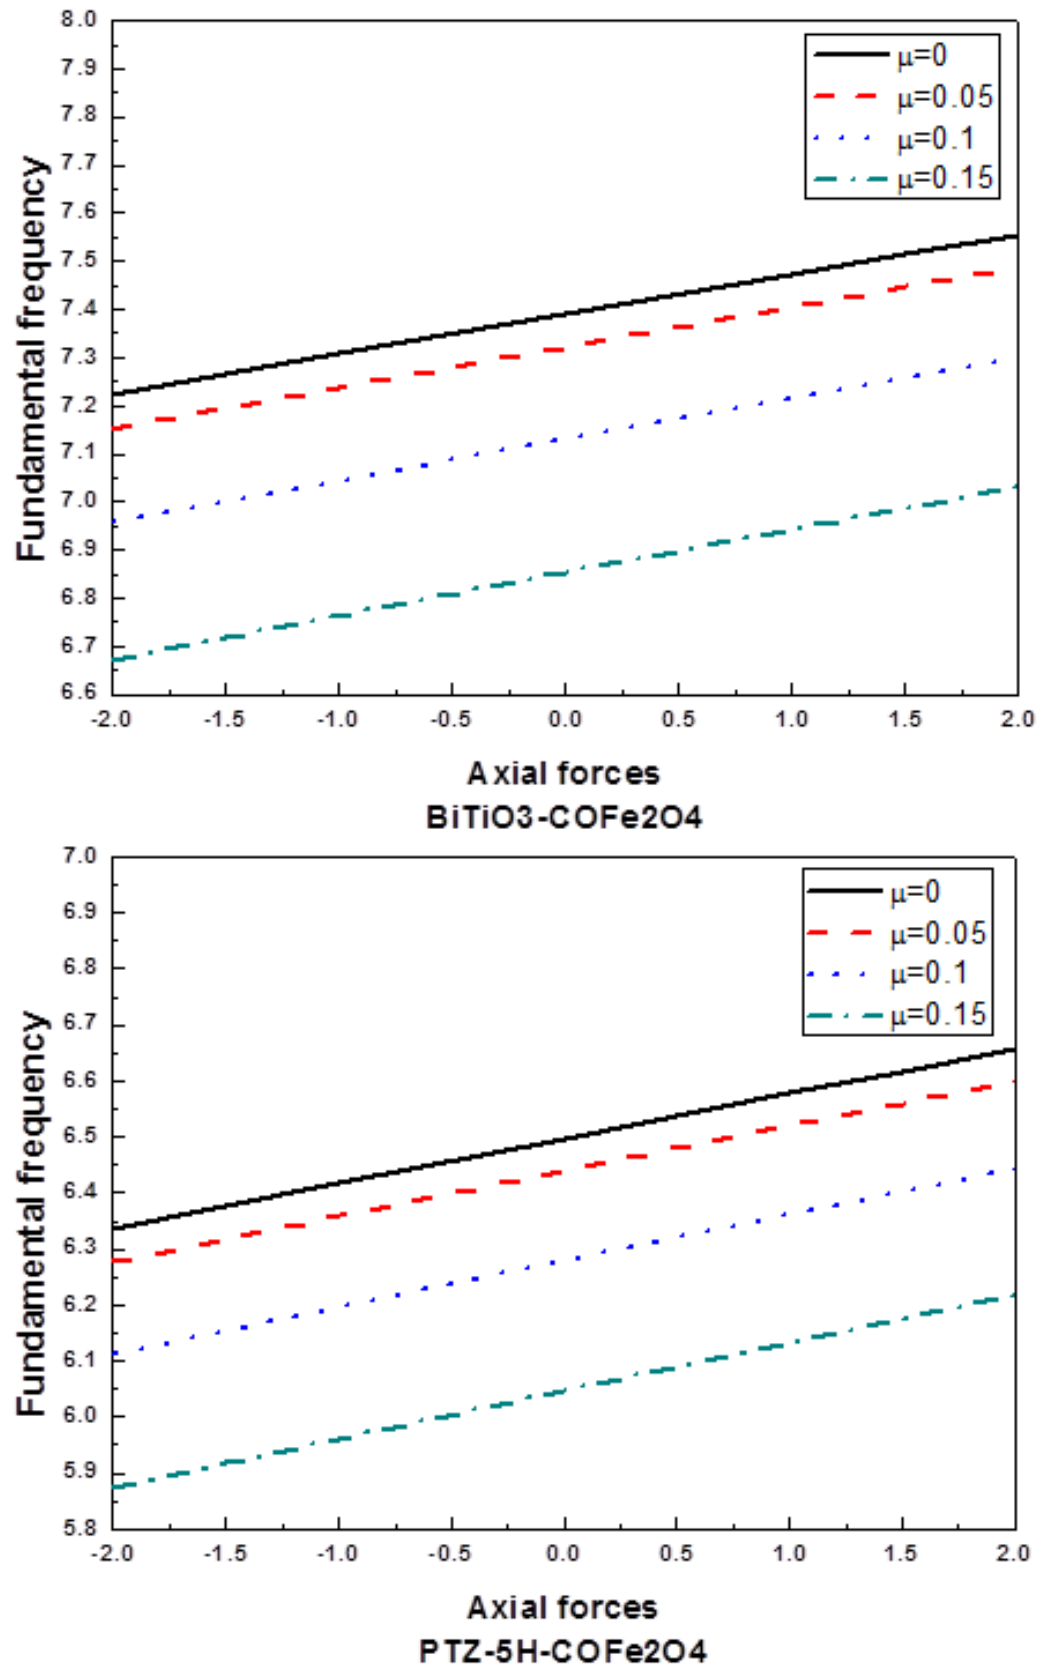 8.0
7.9
7.8
7.7
7.6
7.5
7.4
7.3
7.2
7.1
7.0
6.9
6.8
6.7
6.6
Fundamental frequency
μ=0
μ=0.05
μ=0.1
μ=0.15
-2.0 -1.5 -1.0 -0.5 0.0 0.5 1.0 1.5 2.0
Axial forces
BiTiO3-COFe2O4
7.0
6.9
6.8
6.7
6.6
6.5
6.4
6.3
6.2
6.1
6.0
5.9
5.8
Fundamental frequency
μ=0
μ=0.05
μ=0.1
μ=0.15
-2.0 -1.5 -1.0 -0.5 0.0 0.5 1.0 1.5 2.0
Axial forces
PTZ-5H-COFe2O4